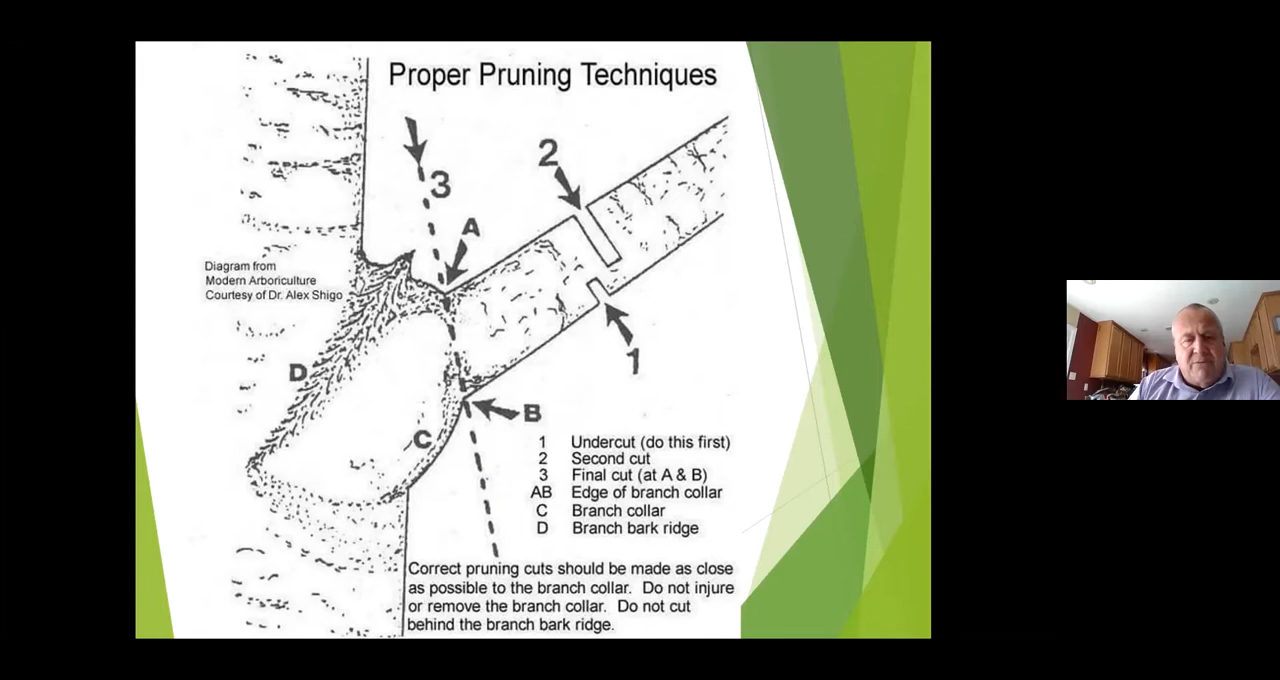 Proper Pruning Techniques
2
3
A
Diagram from
Modern Arboriculture
Courtesy of Dr. Alex Shigo
D
1
B
C
1 Undercut (do this first)
2 Second cut
3 Final cut (at A & B)
AB Edge of branch collar
C Branch collar
D Branch bark ridge
Correct pruning cuts should be made as close
as possible to the branch collar. Do not injure
or remove the branch collar. Do not cut
behind the branch bark ridge.